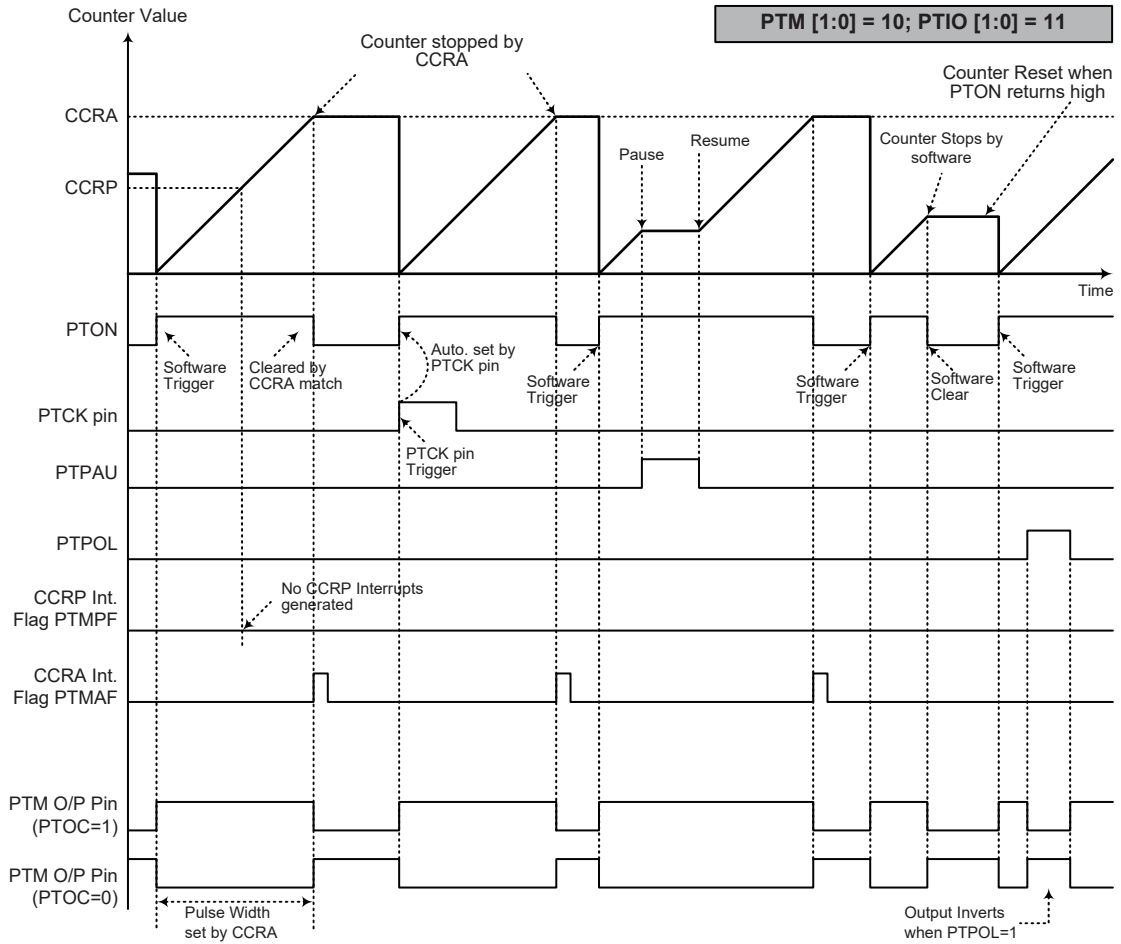 Counter Value
PTM [1:0] = 10; PTIO [1:0] = 11
Counter stopped by
CCRA
Counter Reset when
PTON returns high
CCRA
Pause
Resume
Counter Stops by
software
CCRP
Time
PTON
Software
Trigger
Cleared by
CCRA match
Auto. set by
PTCK pin
Software
Trigger
Software
Trigger
Software
Clear
Software
Trigger
PTCK pin
PTCK pin
Trigger
PTPAU
PTPOL
CCRP Int.
Flag PTMPF
No CCRP Interrupts
generated
CCRA Int.
Flag PTMAF
PTM O/P Pin
(PTOC=1)
PTM O/P Pin
(PTOC=0)
Pulse Width
set by CCRA
Output Inverts
when PTPOL=1